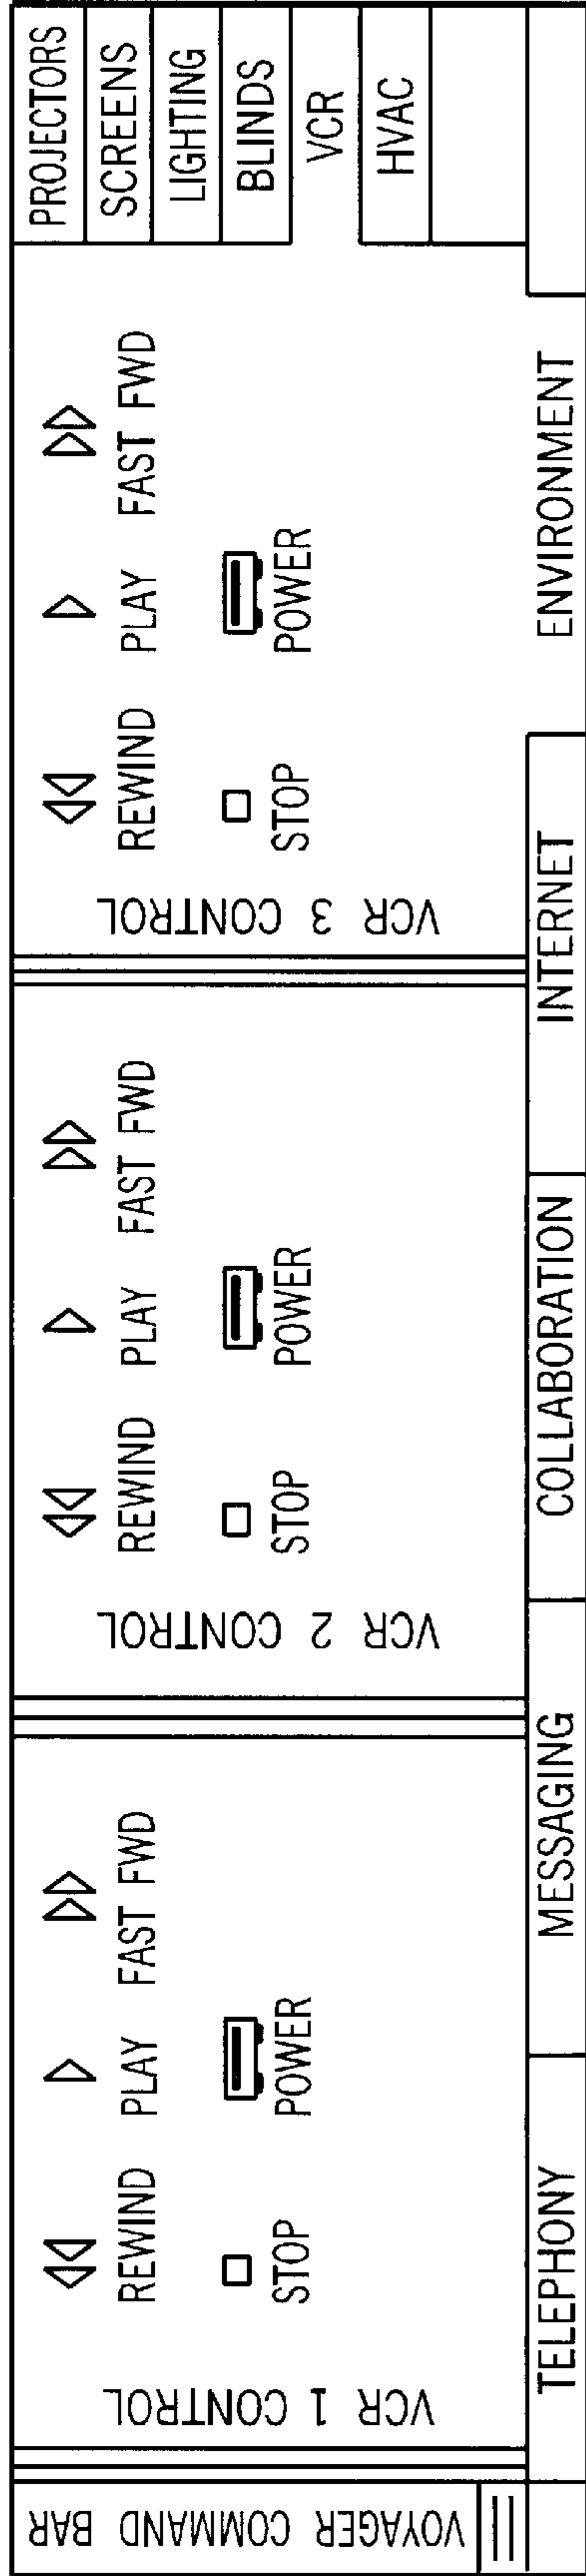 VOYAGER COMMAND BAR
VCR 1 CONTROL
REWIND PLAY FAST FWD
STOP POWER
VCR 2 CONTROL
REWIND PLAY FAST FWD
STOP POWER
VCR 3 CONTROL
REWIND PLAY FAST FWD
STOP POWER
PROJECTORS
SCREENS
LIGHTING
BLINDS
VCR
HVAC
TELEPHONY MESSAGING COLLABORATION INTERNET ENVIRONMENT